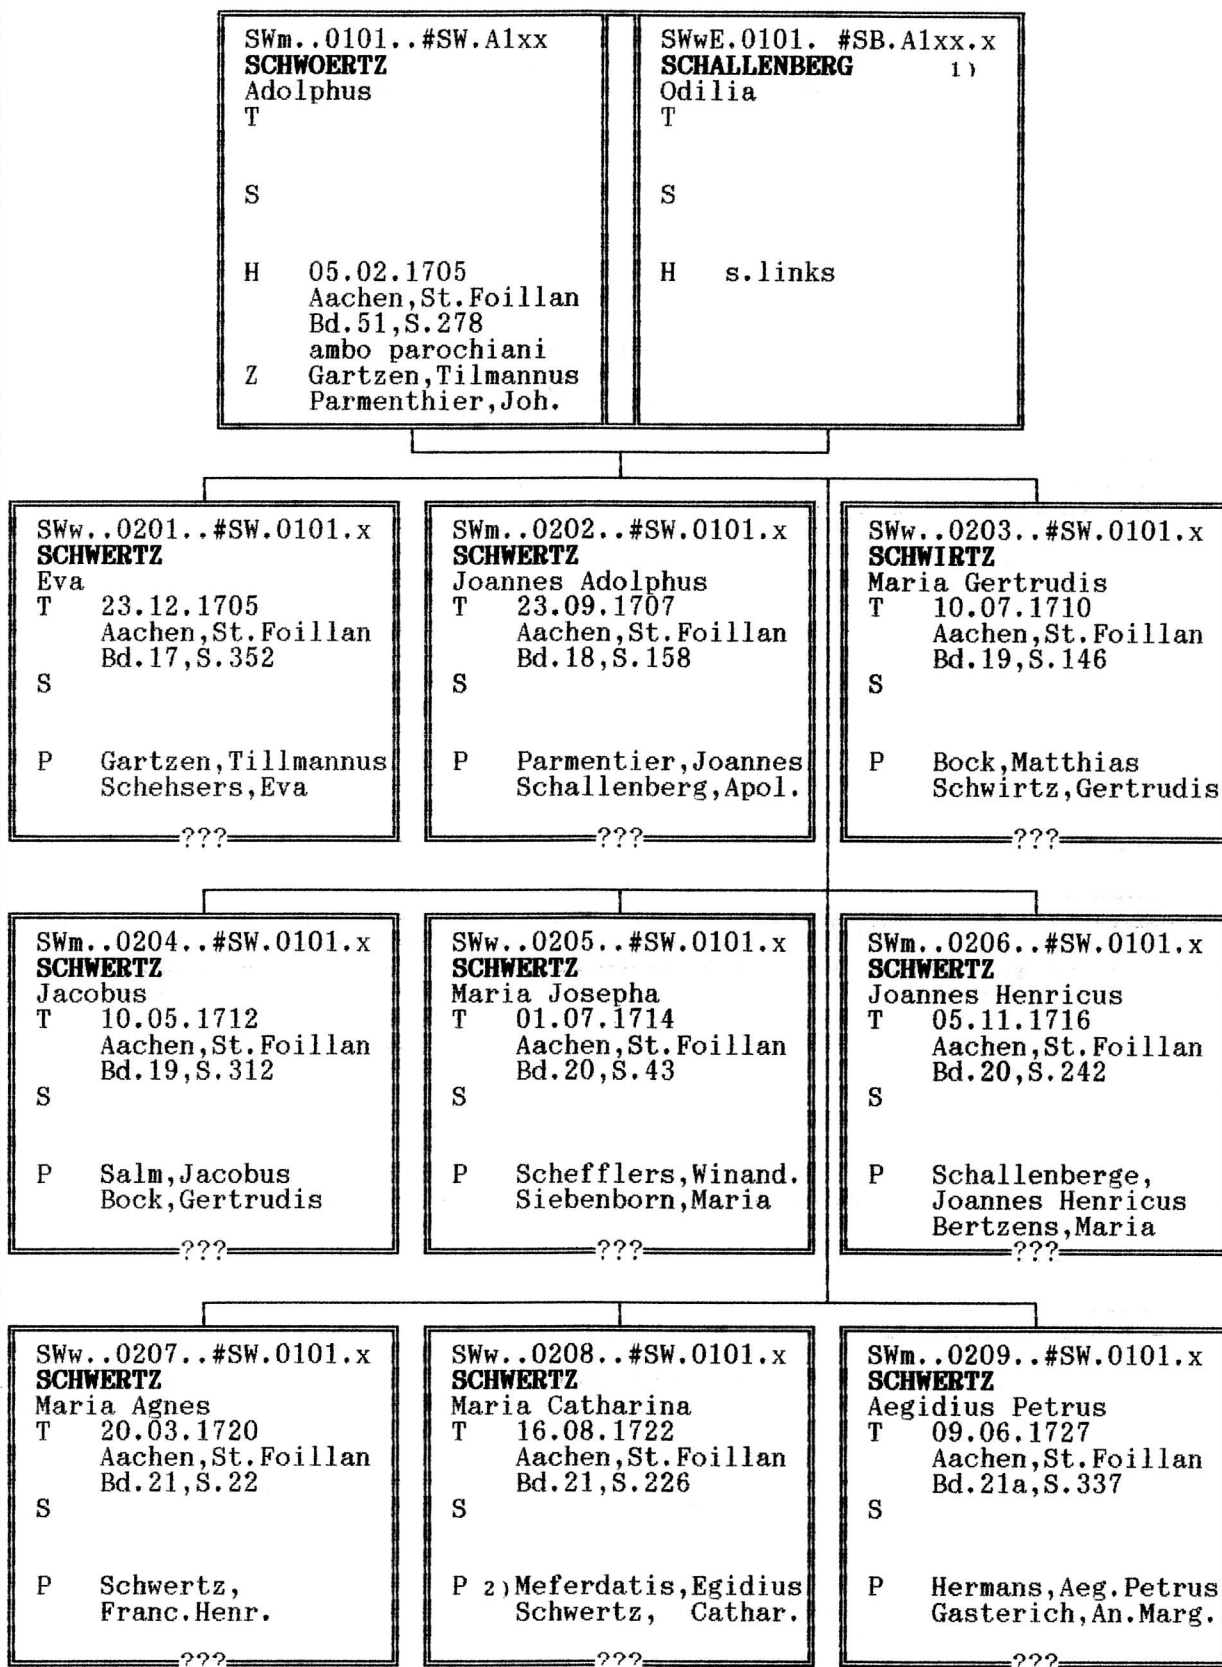 SWm..0101..#SW.A1xx
SCHWOERTZ
Adolphus
T
S
H 05.02.1705
Aachen,St.Foillan
Bd.51,S.278
ambo parochiani
Z Gartzen,Tilmannus
Parmenthier,Joh.
SWwE.0101. #SB.A1xx.x
SCHALLENBERG 1)
Odilia
T
S
H s.links
SWw..0201..#SW.0101.x
SCHWERTZ
Eva
T 23.12.1705
Aachen,St.Foillan
Bd.17,S.352
S
P Gartzen,Tillmannus
Schehsers,Eva
???
SWm..0202..#SW.0101.x
SCHWERTZ
Joannes Adolphus
T 23.09.1707
Aachen,St.Foillan
Bd.18,S.158
S
P Parmentier,Joannes
Schallenberg,Apol.
???
SWw..0203..#SW.0101.x
SCHWIRTZ
Maria Gertrudis
T 10.07.1710
Aachen,St.Foillan
Bd.19,S.146
S
P Bock,Matthias
Schwirtz,Gertrudis
???
SWm..0204..#SW.0101.x
SCHWERTZ
Jacobus
T 10.05.1712
Aachen,St.Foillan
Bd.19,S.312
S
P Salm,Jacobus
Bock,Gertrudis
???
SWw..0205..#SW.0101.x
SCHWERTZ
Maria Josepha
T 01.07.1714
Aachen,St.Foillan
Bd.20,S.43
S
P Schefflers,Winand.
Siebenborn,Maria
???
SWm..0206..#SW.0101.x
SCHWERTZ
Joannes Henricus
T 05.11.1716
Aachen,St.Foillan
Bd.20,S.242
S
P Schallenberge,
Joannes Henricus
Bertzens,Maria
???
SWw..0207..#SW.0101.x
SCHWERTZ
Maria Agnes
T 20.03.1720
Aachen,St.Foillan
Bd.21,S.22
S
P Schwertz,
Franc.Henr.
???
SWw..0208..#SW.0101.x
SCHWERTZ
Maria Catharina
T 16.08.1722
Aachen,St.Foillan
Bd.21,S.226
S
P 2)Meferdatis,Egidius
Schwertz, Cathar.
???
SWm..0209..#SW.0101.x
SCHWERTZ
Aegidius Petrus
T 09.06.1727
Aachen,St.Foillan
Bd.21a,S.337
S
P Hermans,Aeg.Petrus
Gasterich,An.Marg.
???